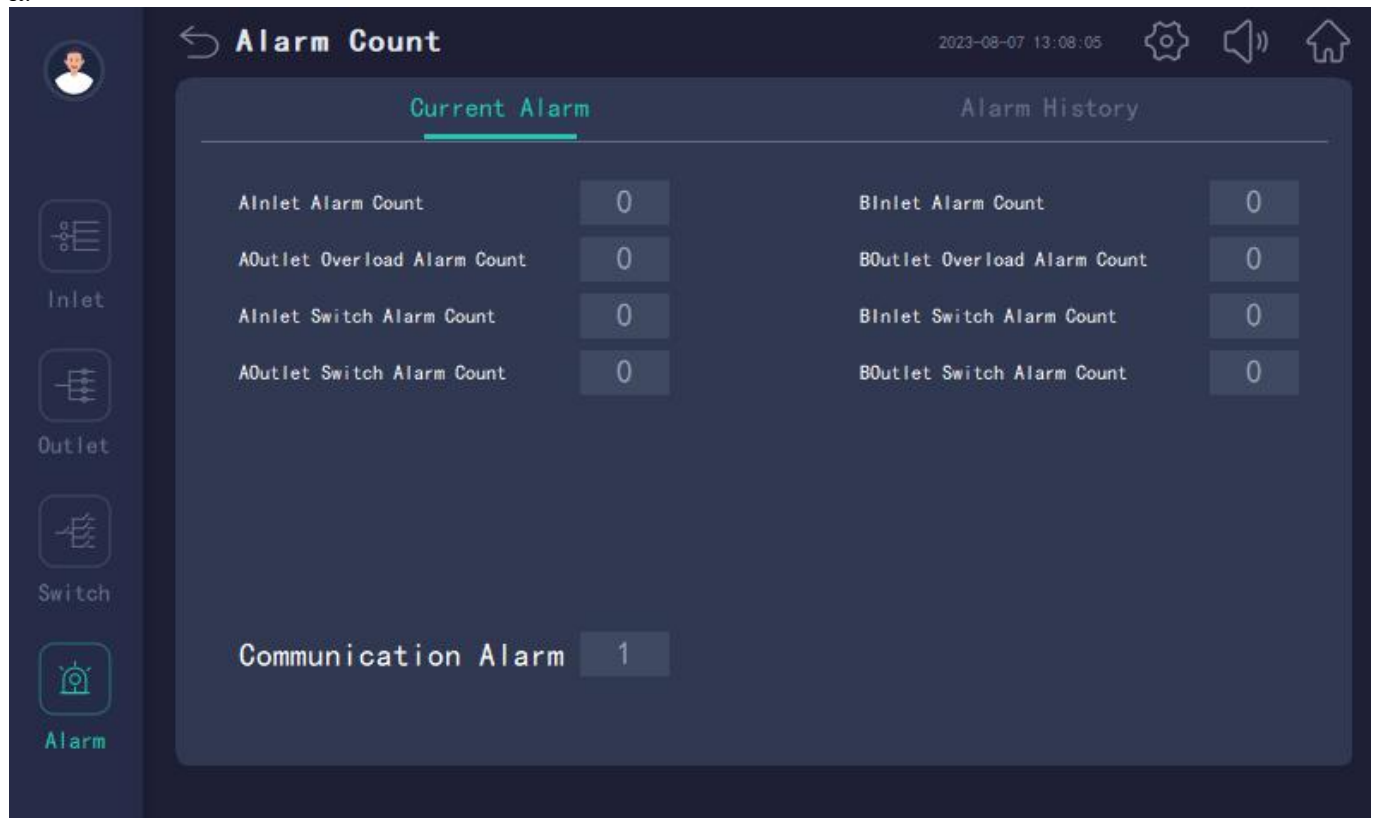 Alarm Count
2023-08-07 13:08:05
Current Alarm
Alarm History
AInlet Alarm Count 0
BInlet Alarm Count 0
AOutlet Overload Alarm Count 0
BOutlet Overload Alarm Count 0
AInlet Switch Alarm Count 0
BInlet Switch Alarm Count 0
AOutlet Switch Alarm Count 0
BOutlet Switch Alarm Count 0
Communication Alarm 1
Inlet
Outlet
Switch
Alarm